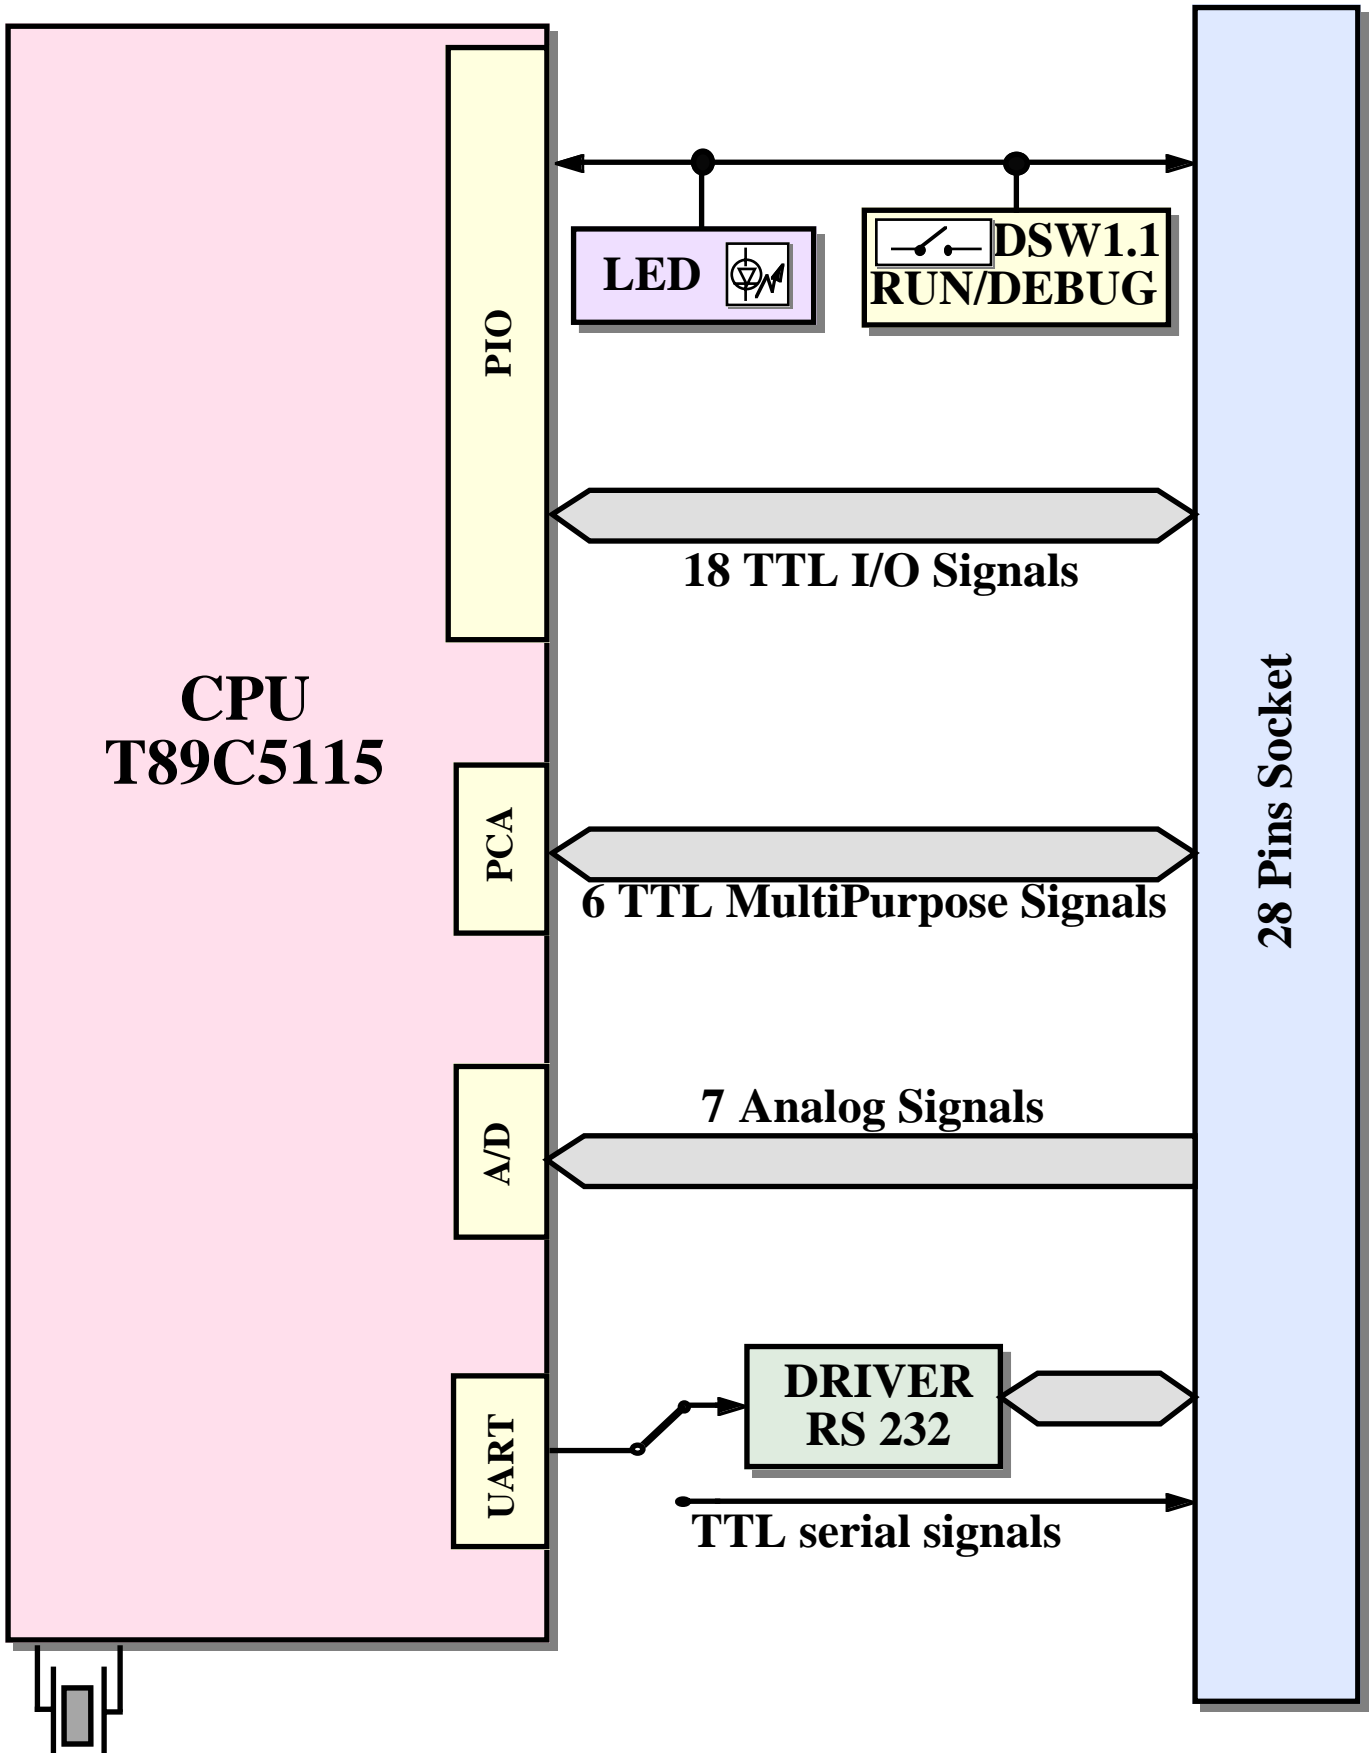 PIO
LED
DSW1.1
RUN/DEBUG
18 TTL I/O Signals
CPU
T89C5115
28 Pins Socket
PCA
6 TTL MultiPurpose Signals
7 Analog Signals
A/D
DRIVER
RS 232
UART
TTL serial signals